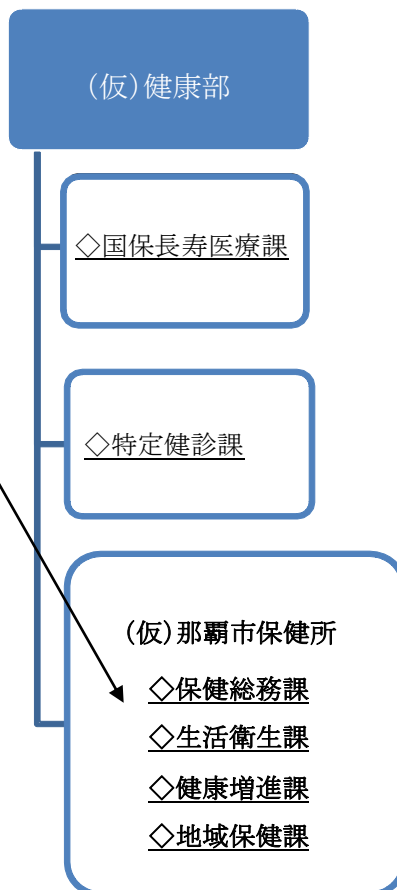 (仮)健康部
◇国保長寿医療課
◇特定健診課
(仮)那覇市保健所
◇保健総務課
◇生活衛生課
◇健康増進課
◇地域保健課